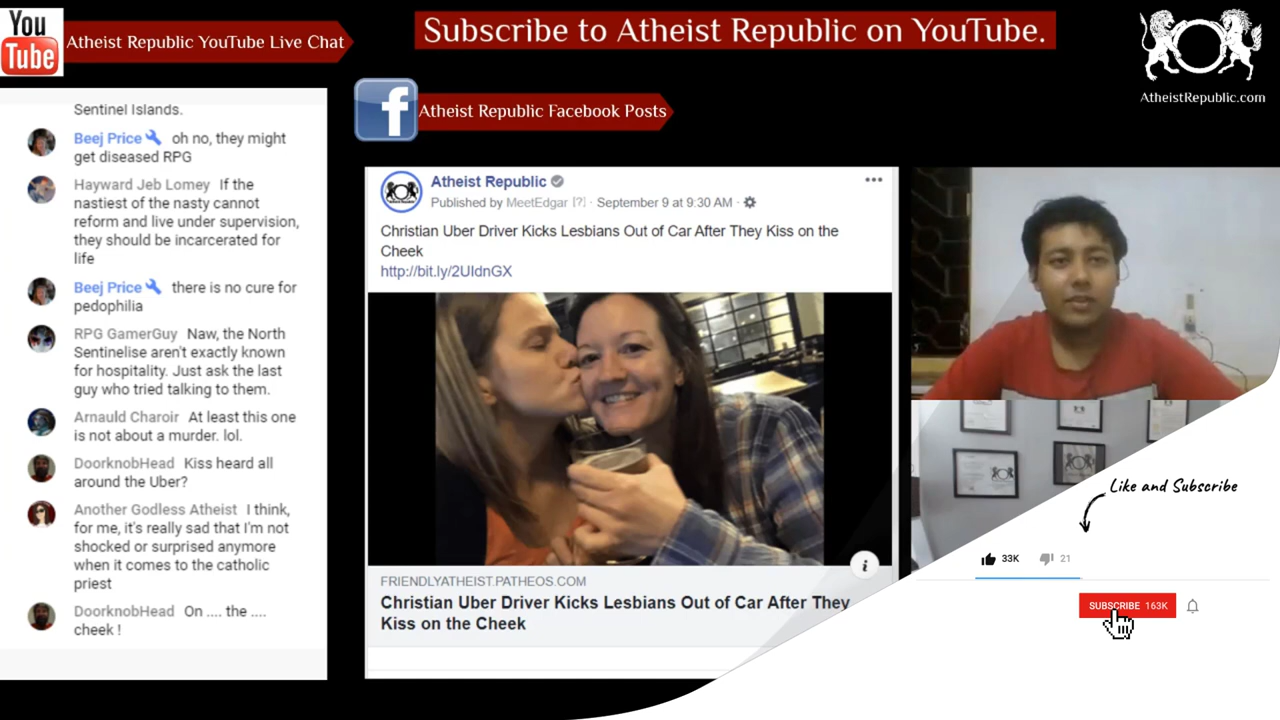 You
Tube
Atheist Republic YouTube Live Chat
Subscribe to Atheist Republic on YouTube.
AtheistRepublic.com
Atheist Republic Facebook Posts
Sentinel Islands.
Beej Price oh no, they might
get diseased RPG
Hayward Jeb Lomey If the
nastiest of the nasty cannot
reform and live under supervision,
they should be incarcerated for
life
Beej Price there is no cure for
pedophilia
RPG GamerGuy Naw, the North
Sentinelise aren't exactly known
for hospitality. Just ask the last
guy who tried talking to them.
Arnauld Charoir At least this one
is not about a murder. lol.
DoorknobHead Kiss heard all
around the Uber?
Another Godless Atheist I think,
for me, it's really sad that I'm not
shocked or surprised anymore
when it comes to the catholic
priest
DoorknobHead On .... the ....
cheek !
Atheist Republic
Published by MeetEdgar [?] · September 9 at 9:30 AM ·
Christian Uber Driver Kicks Lesbians Out of Car After They Kiss on the
Cheek
http://bit.ly/2UIdnGX
FRIENDLYATHEIST.PATHEOS.COM
Christian Uber Driver Kicks Lesbians Out of Car After They
Kiss on the Cheek
Like and Subscribe
33K 21
SUBSCRIBE 163K